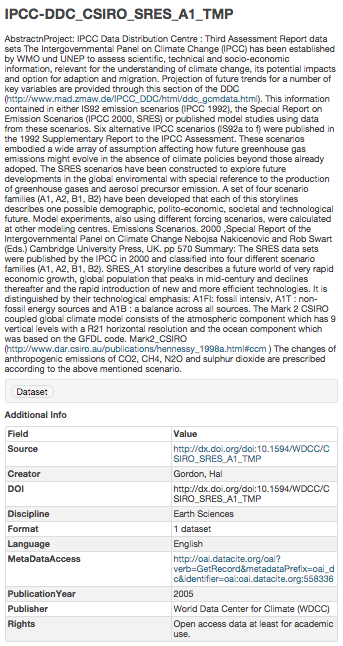 IPCC-DDC_CSIRO_SRES_A1_TMP
AbstractnProject: IPCC Data Distribution Centre : Third Assessment Report data
sets The Intergovernmental Panel on Climate Change (IPCC) has been established
by WMO und UNEP to assess scientific, technical and socio-economic
information, relevant for the understanding of climate change, its potential impacts
and option for adaption and migration. Projection of future trends for a number of
key variables are provided through this section of the DDC
(http://www.mad.zmaw.de/IPCC_DDC/html/ddc_gcmdata.html). This information
contained in either IS92 emission scenarios (IPCC 1992), the Special Report on
Emission Scenarios (IPCC 2000, SRES) or published model studies using data
from these scenarios. Six alternative IPCC scenarios (IS92a to f) were published in
the 1992 Supplementary Report to the IPCC Assessment. These scenarios
embodied a wide array of assumption affecting how future greenhouse gas
emissions might evolve in the absence of climate policies beyond those already
adoped. The SRES scenarios have been constructed to explore future
developments in the global enviromental with special reference to the production
of greenhouse gases and aerosol precursor emission. A set of four scenario
families (A1, A2, B1, B2) have been developed that each of this storylines
describes one possible demographic, polito-economic, societal and technological
future. Model experiments, also using different forcing scenarios, were calculated
at other modeling centres. Emissions Scenarios. 2000 ,Special Report of the
Intergovernmental Panel on Climate Change Nebojsa Nakicenovic and Rob Swart
(Eds.) Cambridge University Press, UK. pp 570 Summary: The SRES data sets
were published by the IPCC in 2000 and classified into four different scenario
families (A1, A2, B1, B2). SRES_A1 storyline describes a future world of very rapid
economic growth, global population that peaks in mid-century and declines
thereafter and the rapid introduction of new and more efficient technologies. It is
distinguished by their technological emphasis: A1FI: fossil intensiv, A1T : non-
fossil energy sources and A1B : a balance across all sources. The Mark 2 CSIRO
coupled global climate model consists of the atmospheric component which has 9
vertical levels with a R21 horizontal resolution and the ocean component which
was based on the GFDL code. Mark2_CSIRO
(http://www.dar.csiro.au/publications/hennessy_1998a.html#ccm ) The changes of
anthropogenic emissions of CO2, CH4, N2O and sulphur dioxide are prescribed
according to the above mentioned scenario.
Dataset
Additional Info
Field Value
Source http://dx.doi.org/doi:10.1594/WDCC/C
SIRO_SRES_A1_TMP
Creator Gordon, Hal
DOI http://dx.doi.org/doi:10.1594/WDCC/C
SIRO_SRES_A1_TMP
Discipline Earth Sciences
Format 1 dataset
Language English
MetaDataAccess http://oai.datacite.org/oai?
verb=GetRecord&metadataPrefix=oai_d
c&identifier=oai:oai.datacite.org:558336
PublicationYear 2005
Publisher World Data Center for Climate (WDCC)
Rights Open access data at least for academic
use.